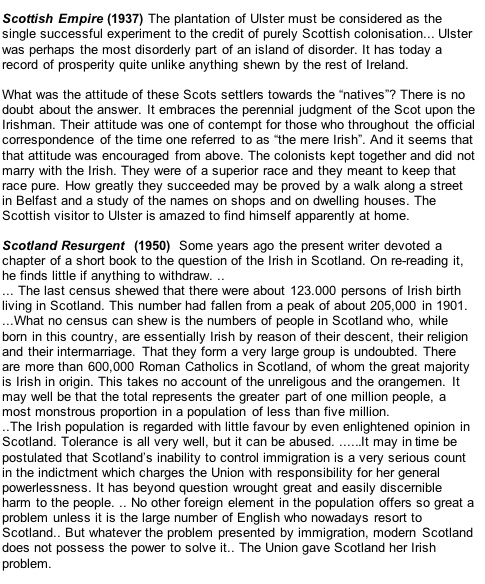 Scottish Empire (1937) The plantation of Ulster must be considered as the
single successful experiment to the credit of purely Scottish colonisation... Ulster
was perhaps the most disorderly part of an island of disorder. It has today a
record of prosperity quite unlike anything shewn by the rest of Ireland.

What was the attitude of these Scots settlers towards the “natives”? There is no
doubt about the answer. It embraces the perennial judgment of the Scot upon the
Irishman. Their attitude was one of contempt for those who throughout the official
correspondence of the time one referred to as “the mere Irish”. And it seems that
that attitude was encouraged from above. The colonists kept together and did not
marry with the Irish. They were of a superior race and they meant to keep that
race pure. How greatly they succeeded may be proved by a walk along a street
in Belfast and a study of the names on shops and on dwelling houses. The
Scottish visitor to Ulster is amazed to find himself apparently at home.

Scotland Resurgent (1950) Some years ago the present writer devoted a
chapter of a short book to the question of the Irish in Scotland. On re-reading it,
he finds little if anything to withdraw. ..
... The last census shewed that there were about 123.000 persons of Irish birth
living in Scotland. This number had fallen from a peak of about 205,000 in 1901.
...What no census can shew is the numbers of people in Scotland who, while
born in this country, are essentially Irish by reason of their descent, their religion
and their intermarriage. That they form a very large group is undoubted. There
are more than 600,000 Roman Catholics in Scotland, of whom the great majority
is Irish in origin. This takes no account of the unreligous and the orangemen. It
may well be that the total represents the greater part of one million people, a
most monstrous proportion in a population of less than five million.
..The Irish population is regarded with little favour by even enlightened opinion in
Scotland. Tolerance is all very well, but it can be abused. ......It may in time be
postulated that Scotland's inability to control immigration is a very serious count
in the indictment which charges the Union with responsibility for her general
powerlessness. It has beyond question wrought great and easily discernible
harm to the people. .. No other foreign element in the population offers so great a
problem unless it is the large number of English who nowadays resort to
Scotland.. But whatever the problem presented by immigration, modern Scotland
does not possess the power to solve it.. The Union gave Scotland her Irish
problem.